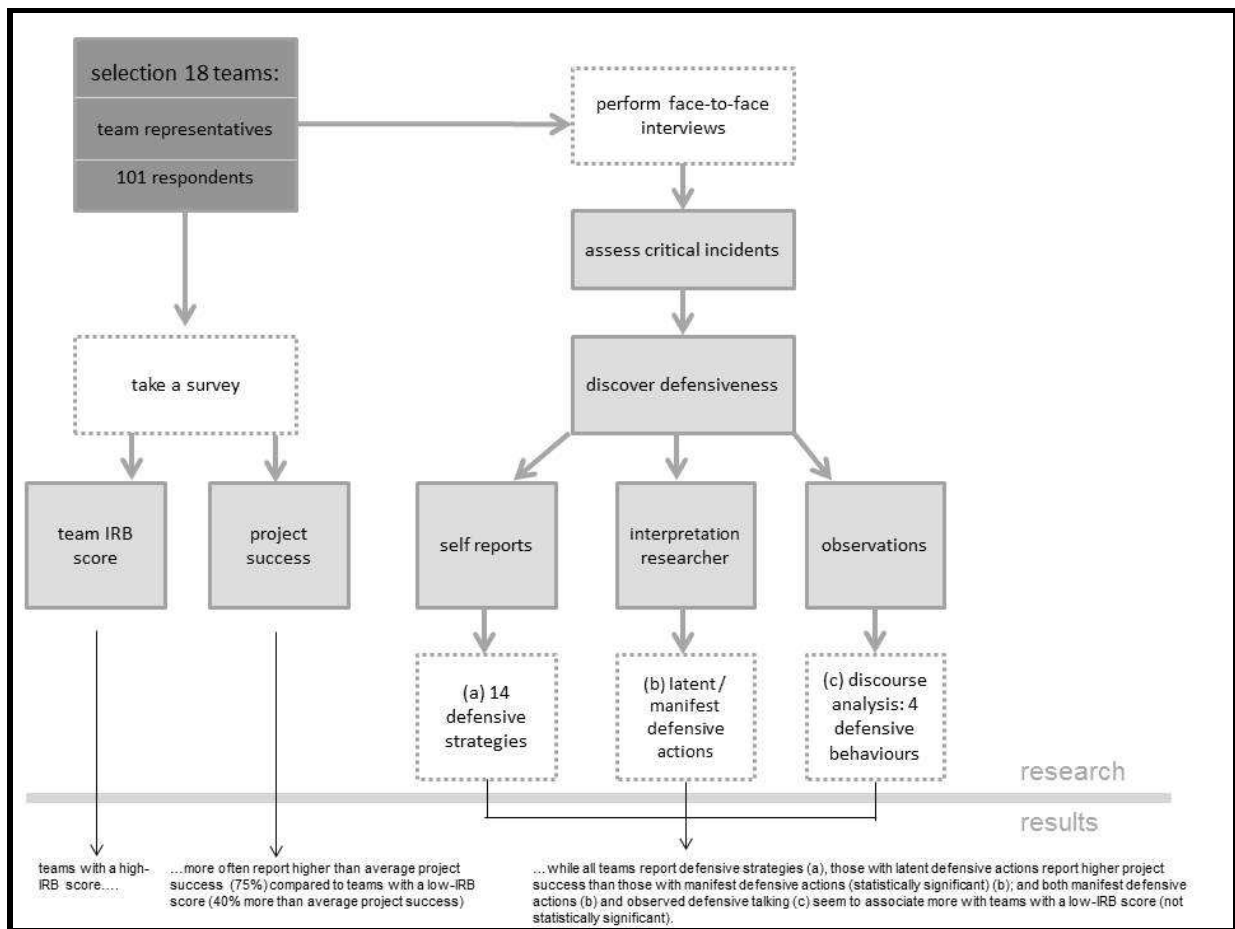 selection 18 teams:
team representatives
101 respondents
perform face-to-face
interviews
assess critical incidents
take a survey
discover defensiveness
team IRB
score
project
success
self reports
interpretation
researcher
observations
(a) 14
defensive
strategies
(b) latent /
manifest
defensive
actions
(c) discourse
analysis: 4
defensive
behaviours
research
results
teams with a high-
IRB score....
...more often report higher than average project
success (75%) compared to teams with a low-IRB
score (40% more than average project success)
...while all teams report defensive strategies (a), those with latent defensive actions report higher project
success than those with manifest defensive actions (statistically significant) (b); and both manifest defensive
actions (b) and observed defensive talking (c) seem to associate more with teams with a low-IRB score (not
statistically significant).